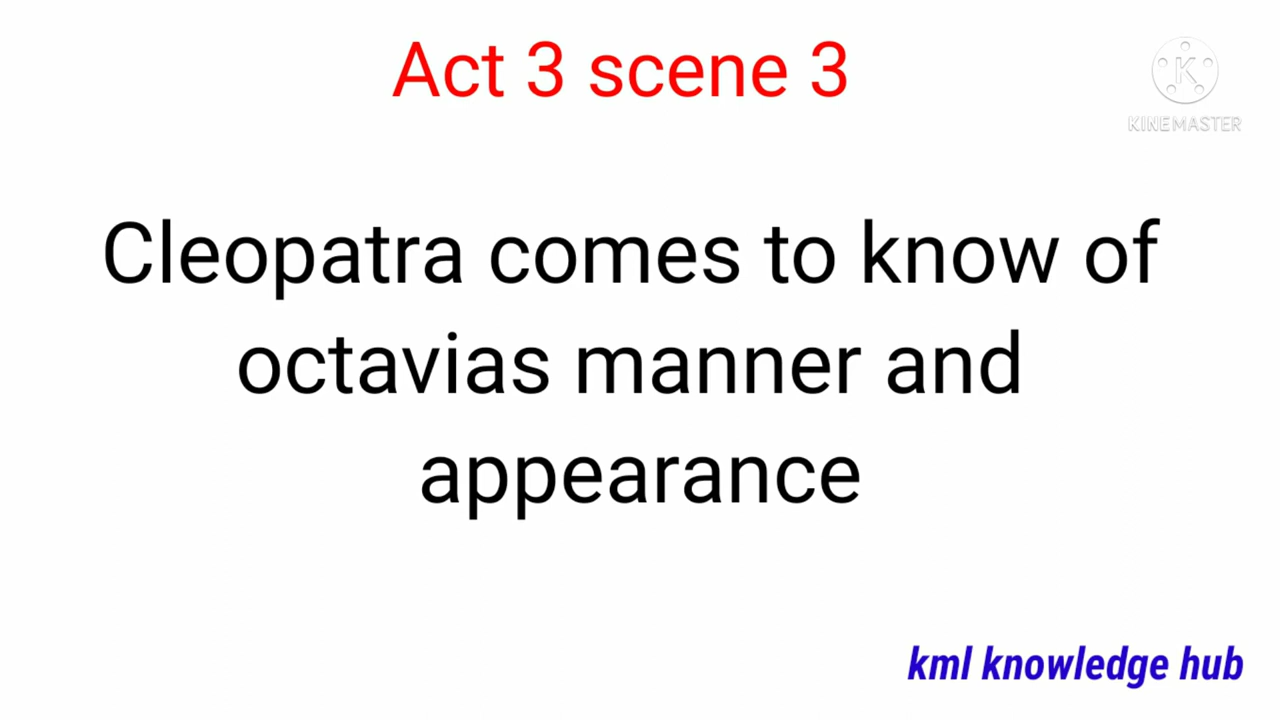 Act 3 scene 3
K
KINEMASTER
Cleopatra comes to know of
octavias manner and
appearance
kml knowledge hub